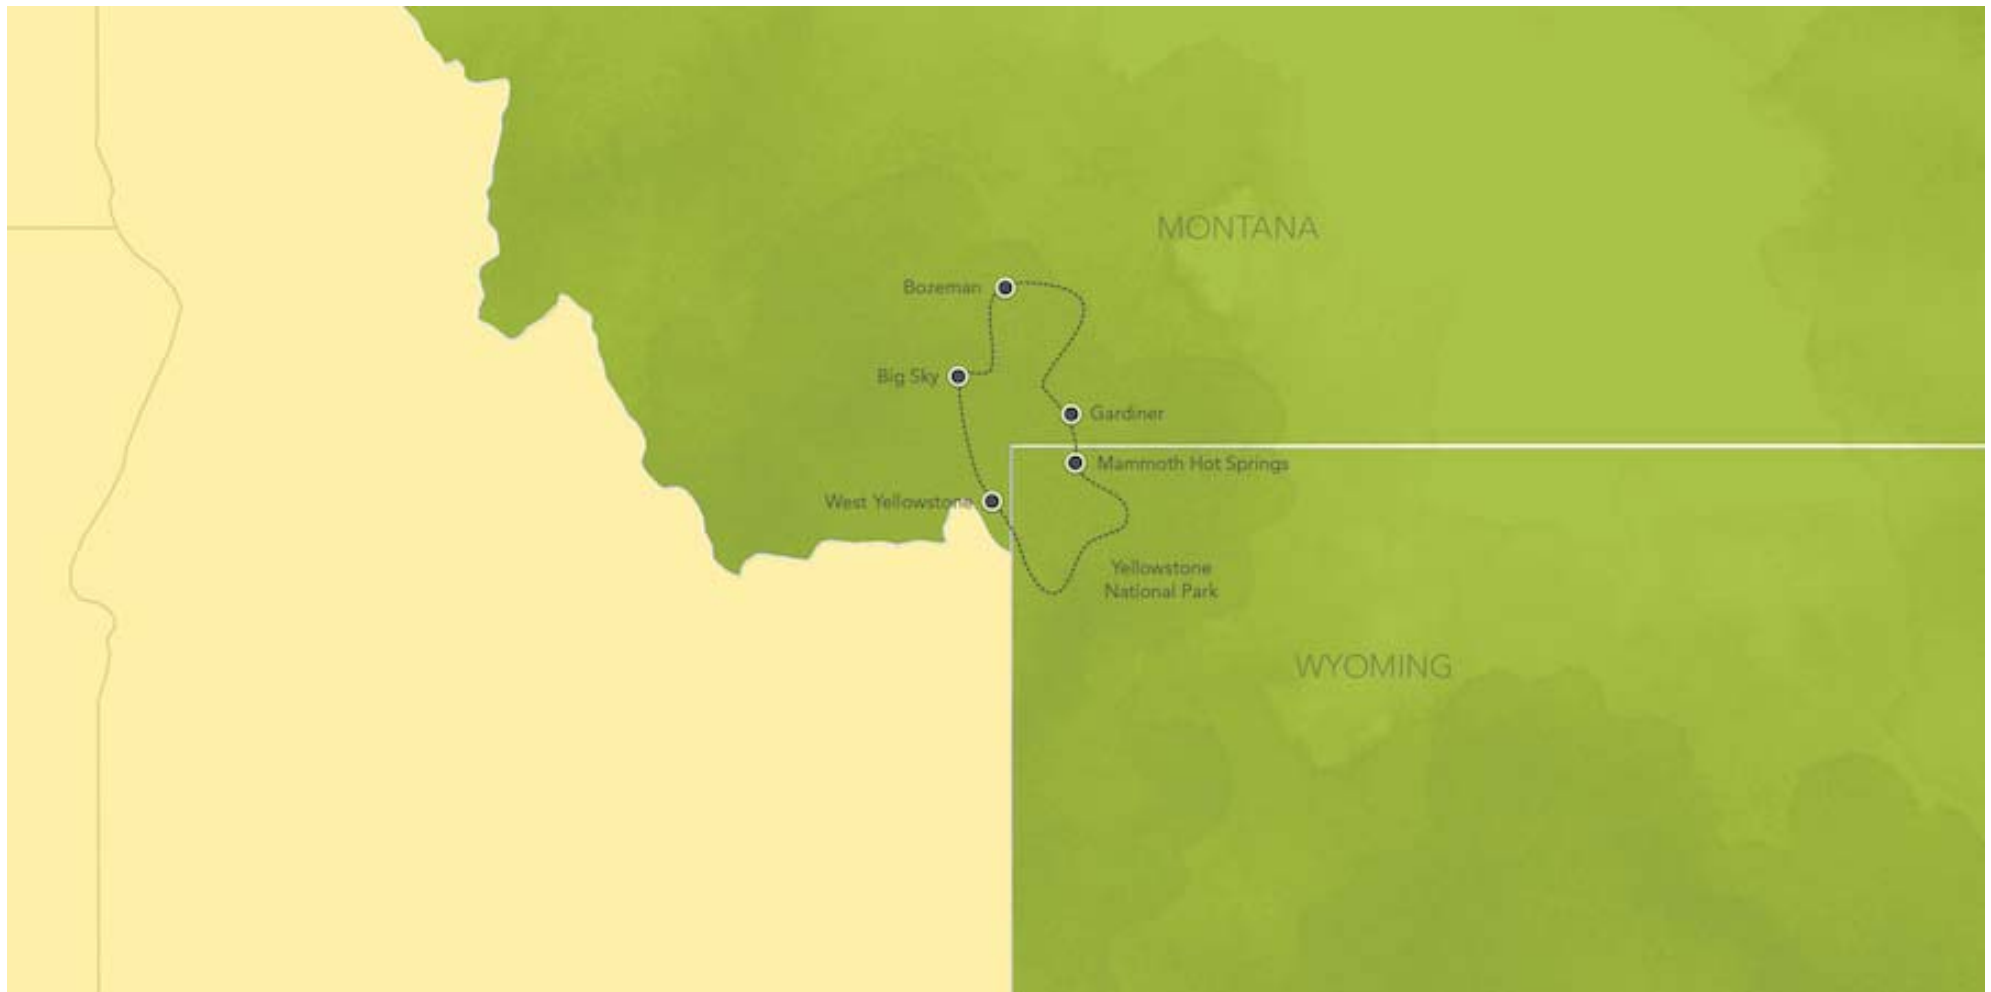 MONTANA
Bozeman
Big Sky
Gardiner
Mammoth Hot Springs
West Yellowstone
Yellowstone
National Park
WYOMING